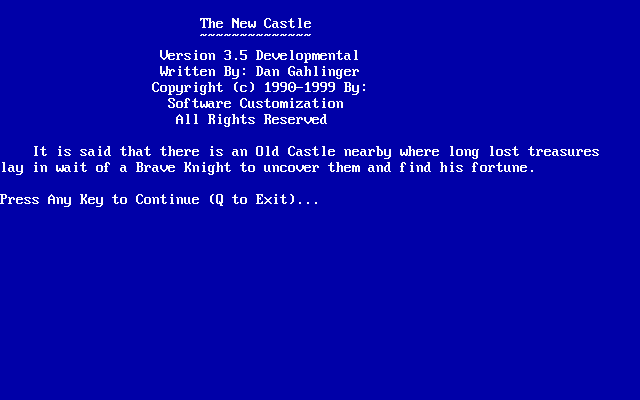 The New Castle
~~~~~~~~~~~~~~
Version 3.5 Developmental
Written By: Dan Gahlinger
Copyright (c) 1990-1999 By:
Software Customization
All Rights Reserved
It is said that there is an Old Castle nearby where long lost treasures
lay in wait of a Brave Knight to uncover them and find his fortune.
Press Any Key to Continue (Q to Exit)...